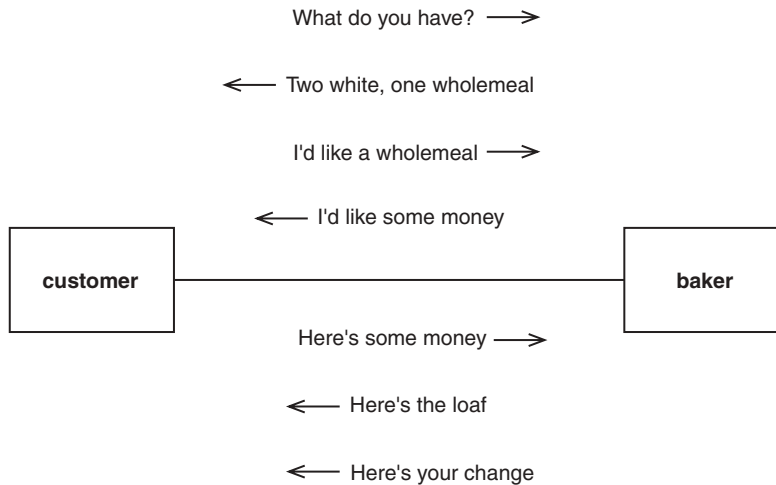 What do you have?
Two white, one wholemeal
I'd like a wholemeal
I'd like some money
customer
baker
Here's some money
Here's the loaf
Here's your change